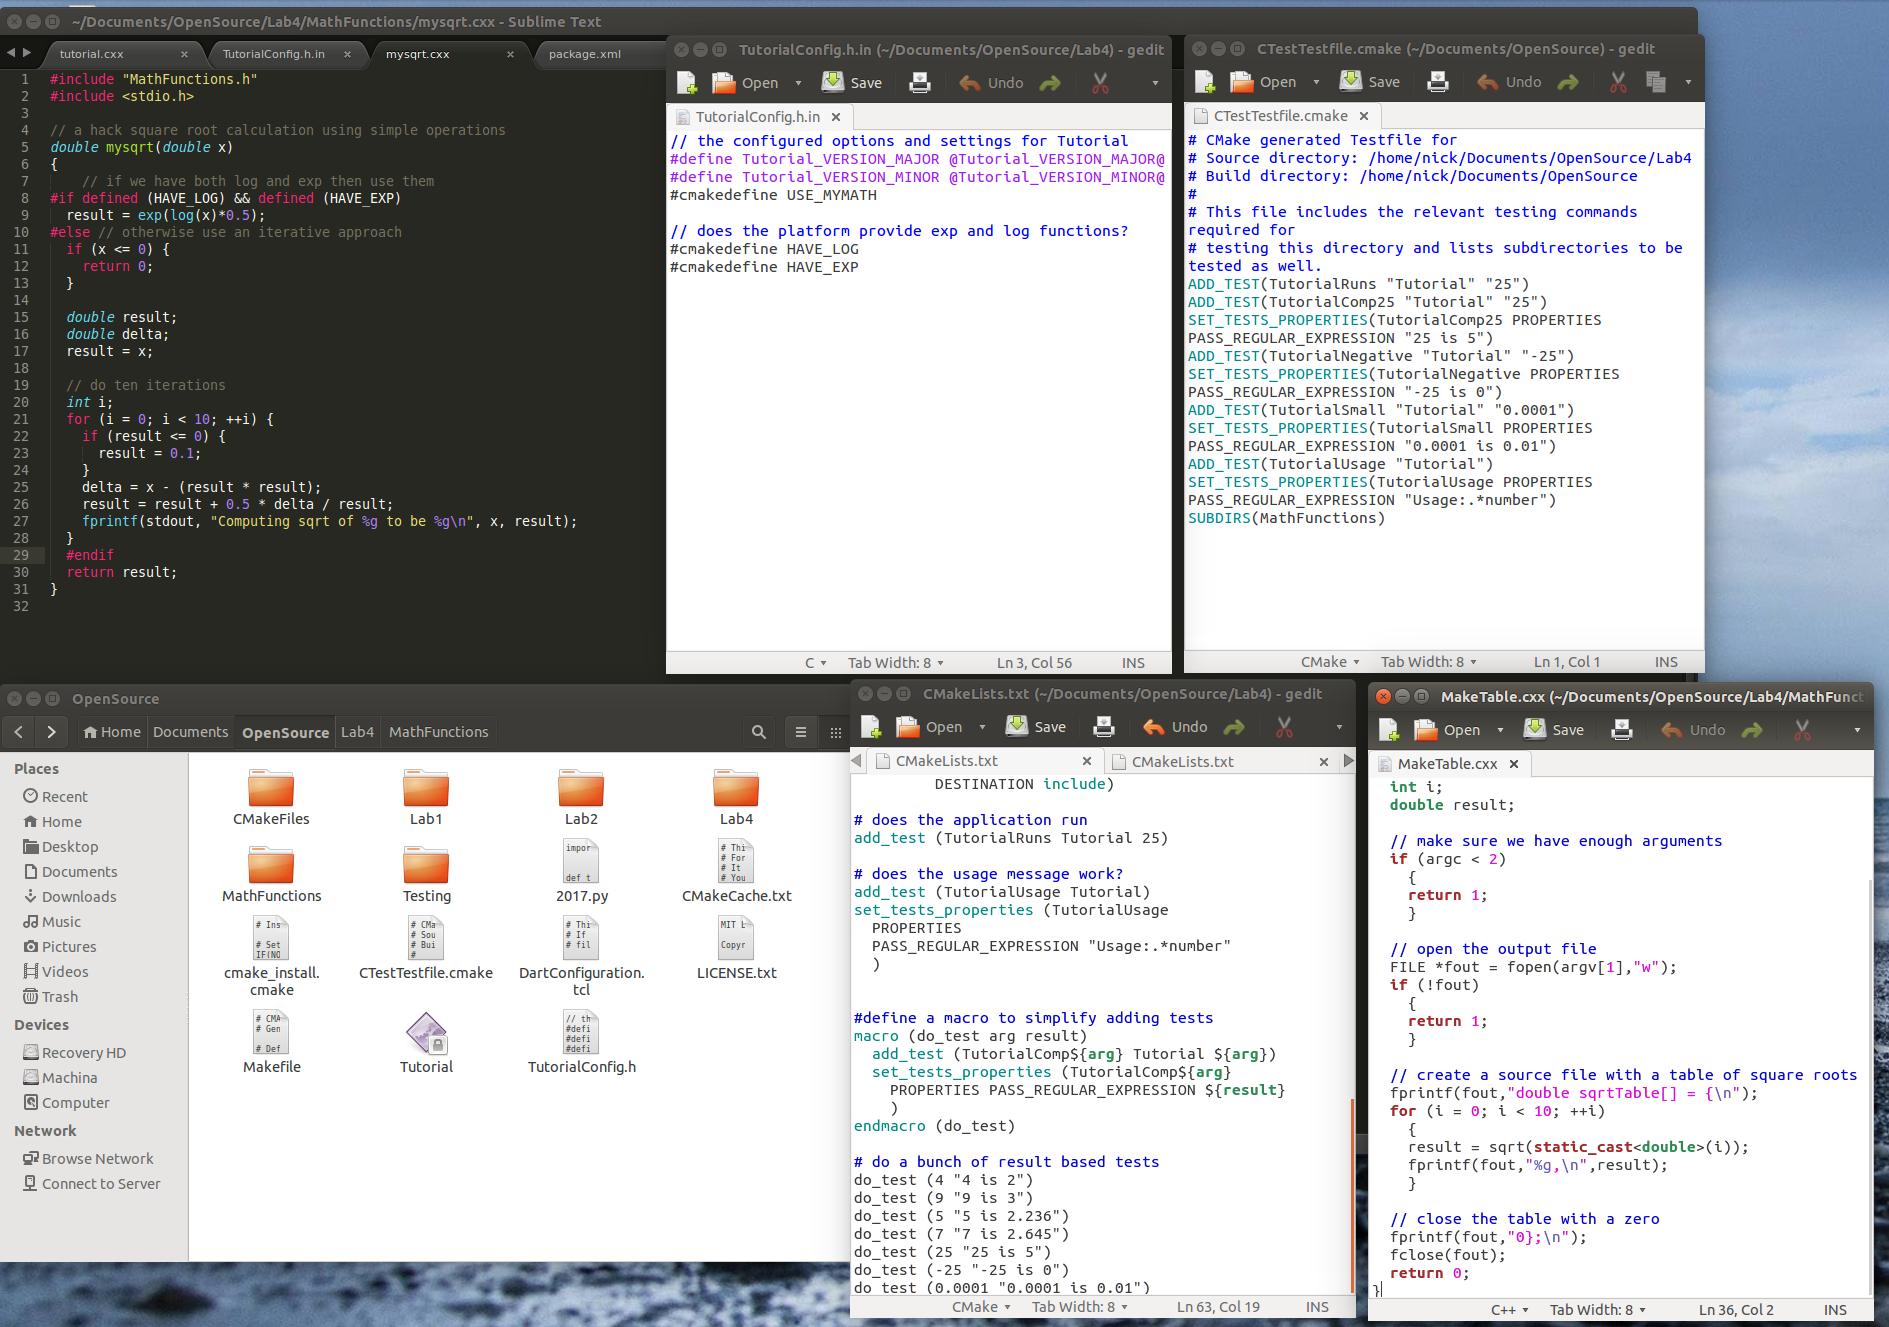 ~/Documents/OpenSource/Lab4/MathFunctions/mysqrt.cxx - Sublime Text
tutorial.cxx
TutorialConfig.h.in
mysqrt.cxx
package.xml
1 #include "MathFunctions.h"
2 #include <stdio.h>
3
4 // a hack square root calculation using simple operations
5 double mysqrt(double x)
6 {
7     // if we have both log and exp then use them
8 #if defined (HAVE_LOG) && defined (HAVE_EXP)
9   result = exp(log(x)*0.5);
10 #else // otherwise use an iterative approach
11   if (x <= 0) {
12     return 0;
13   }
14
15   double result;
16   double delta;
17   result = x;
18
19   // do ten iterations
20   int i;
21   for (i = 0; i < 10; ++i) {
22     if (result <= 0) {
23       result = 0.1;
24     }
25     delta = x - (result * result);
26     result = result + 0.5 * delta / result;
27     fprintf(stdout, "Computing sqrt of %g to be %g\n", x, result);
28   }
29   #endif
30   return result;
31 }
32
TutorialConfig.h.in (~/Documents/OpenSource/Lab4) - gedit
Open Save Undo
TutorialConfig.h.in
// the configured options and settings for Tutorial
#define Tutorial_VERSION_MAJOR @Tutorial_VERSION_MAJOR@
#define Tutorial_VERSION_MINOR @Tutorial_VERSION_MINOR@
#cmakedefine USE_MYMATH
// does the platform provide exp and log functions?
#cmakedefine HAVE_LOG
#cmakedefine HAVE_EXP
C Tab Width: 8 Ln 3, Col 56 INS
CTestTestfile.cmake (~/Documents/OpenSource) - gedit
Open Save Undo
CTestTestfile.cmake
# CMake generated Testfile for
# Source directory: /home/nick/Documents/OpenSource/Lab4
# Build directory: /home/nick/Documents/OpenSource
#
# This file includes the relevant testing commands
required for
# testing this directory and lists subdirectories to be
tested as well.
ADD_TEST(TutorialRuns "Tutorial" "25")
ADD_TEST(TutorialComp25 "Tutorial" "25")
SET_TESTS_PROPERTIES(TutorialComp25 PROPERTIES
PASS_REGULAR_EXPRESSION "25 is 5")
ADD_TEST(TutorialNegative "Tutorial" "-25")
SET_TESTS_PROPERTIES(TutorialNegative PROPERTIES
PASS_REGULAR_EXPRESSION "-25 is 0")
ADD_TEST(TutorialSmall "Tutorial" "0.0001")
SET_TESTS_PROPERTIES(TutorialSmall PROPERTIES
PASS_REGULAR_EXPRESSION "0.0001 is 0.01")
ADD_TEST(TutorialUsage "Tutorial")
SET_TESTS_PROPERTIES(TutorialUsage PROPERTIES
PASS_REGULAR_EXPRESSION "Usage:.*number")
SUBDIRS(MathFunctions)
CMake Tab Width: 8 Ln 1, Col 1 INS
OpenSource
Home Documents OpenSource Lab4 MathFunctions
Places
Recent
Home
Desktop
Documents
Downloads
Music
Pictures
Videos
Trash
Devices
Recovery HD
Machina
Computer
Network
Browse Network
Connect to Server
CMakeFiles Lab1 Lab2 Lab4
impor
def t
# Thi
# For
# It
# You
MathFunctions Testing 2017.py CMakeCache.txt
# Ins
# Set
IF(NO
# CMa
# Sou
# Bui
#
# Thi
# If
# fil
MIT L
Copyr
cmake_install.
cmake
CTestTestfile.cmake
DartConfiguration.
tcl
LICENSE.txt
# CMA
# Gen
# Def
// th
#defi
#defi
#defi
Makefile Tutorial TutorialConfig.h
CMakeLists.txt (~/Documents/OpenSource/Lab4) - gedit
Open Save Undo
CMakeLists.txt
CMakeLists.txt
DESTINATION include)
# does the application run
add_test (TutorialRuns Tutorial 25)
# does the usage message work?
add_test (TutorialUsage Tutorial)
set_tests_properties (TutorialUsage
PROPERTIES
PASS_REGULAR_EXPRESSION "Usage:.*number"
)
#define a macro to simplify adding tests
macro (do_test arg result)
add_test (TutorialComp${arg} Tutorial ${arg})
set_tests_properties (TutorialComp${arg}
PROPERTIES PASS_REGULAR_EXPRESSION ${result}
)
endmacro (do_test)
# do a bunch of result based tests
do_test (4 "4 is 2")
do_test (9 "9 is 3")
do_test (5 "5 is 2.236")
do_test (7 "7 is 2.645")
do_test (25 "25 is 5")
do_test (-25 "-25 is 0")
do_test (0.0001 "0.0001 is 0.01")
CMake Tab Width: 8 Ln 63, Col 19 INS
MakeTable.cxx (~/Documents/OpenSource/Lab4/MathFunct
Open Save Undo
MakeTable.cxx
int i;
double result;
// make sure we have enough arguments
if (argc < 2)
{
return 1;
}
// open the output file
FILE *fout = fopen(argv[1],"w");
if (!fout)
{
return 1;
}
// create a source file with a table of square roots
fprintf(fout,"double sqrtTable[] = {\n");
for (i = 0; i < 10; ++i)
{
result = sqrt(static_cast<double>(i));
fprintf(fout,"%g,\n",result);
}
// close the table with a zero
fprintf(fout,"0};\n");
fclose(fout);
return 0;
}
C++ Tab Width: 8 Ln 36, Col 2 INS